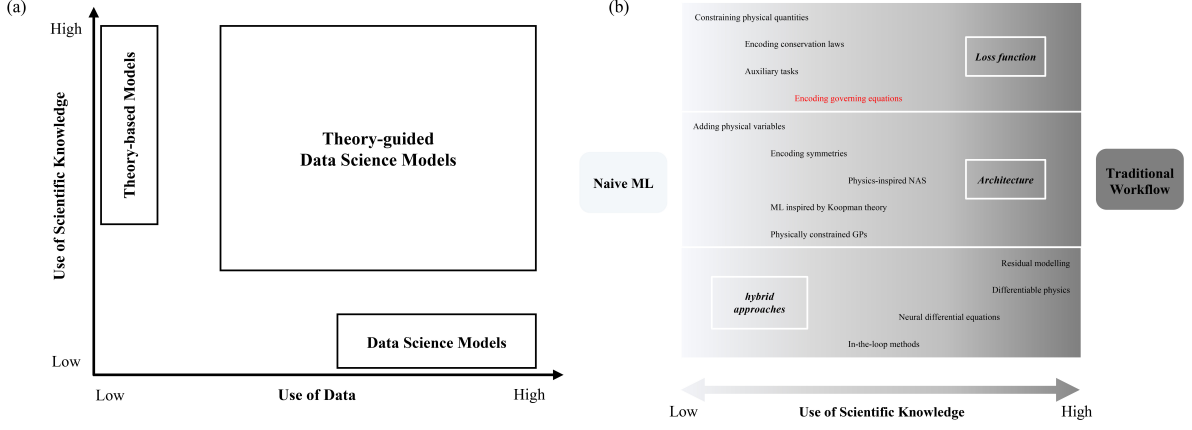 (a)
High
Use of Scientific Knowledge
Low
Theory-based Models
Theory-guided
Data Science Models
Data Science Models
Low
Use of Data
High
(b)
Naive ML
Constraining physical quantities
Encoding conservation laws
Auxiliary tasks
Encoding governing equations
Loss function
Adding physical variables
Encoding symmetries
Physics-inspired NAS
ML inspired by Koopman theory
Physically constrained GPs
Architecture
Residual modelling
Differentiable physics
Neural differential equations
In-the-loop methods
hybrid
approaches
Traditional
Workflow
Low
Use of Scientific Knowledge
High